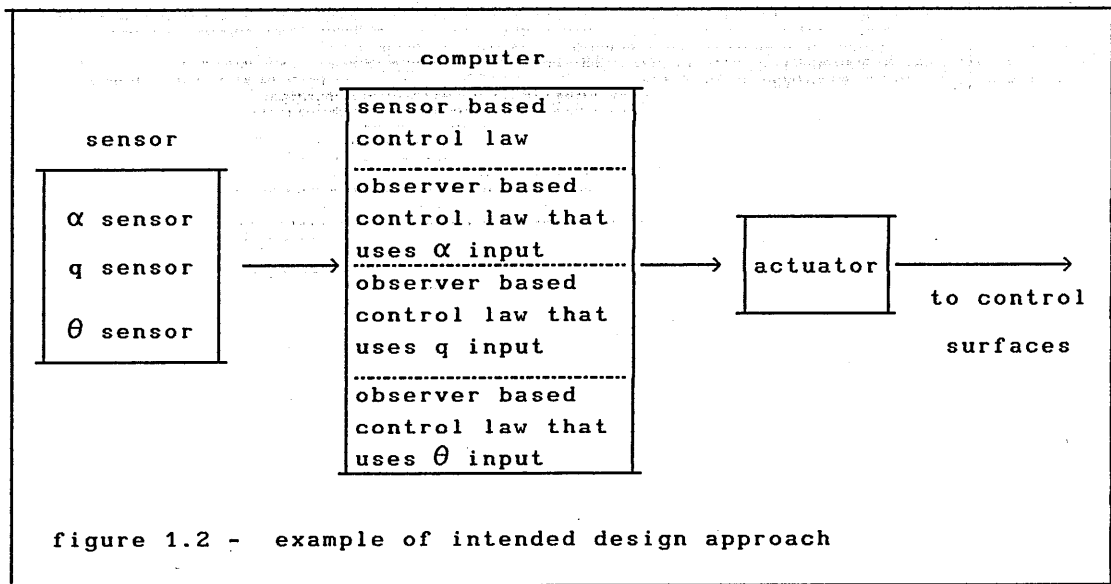 computer
sensor
α sensor
q sensor
θ sensor
sensor based
control law
observer based
control law that
uses α input
observer based
control law that
uses q input
observer based
control law that
uses θ input
actuator
to control
surfaces
figure 1.2 - example of intended design approach